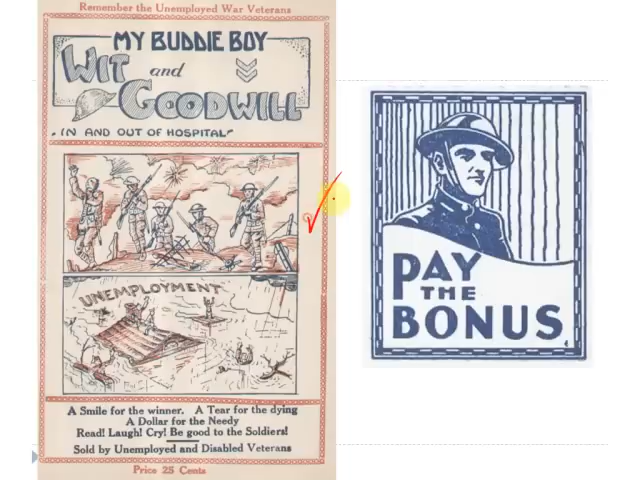 Remember the Unemployed War Veterans
MY BUDDIE BOY
WIT and
GOODWILL
"IN AND OUT OF HOSPITAL"
UNEMPLOYMENT
A Smile for the winner. A Tear for the dying
A Dollar for the Needy
Read! Laugh! Cry! Be good to the Soldiers!
Sold by Unemployed and Disabled Veterans
Price 25 Cents
PAY
THE
BONUS